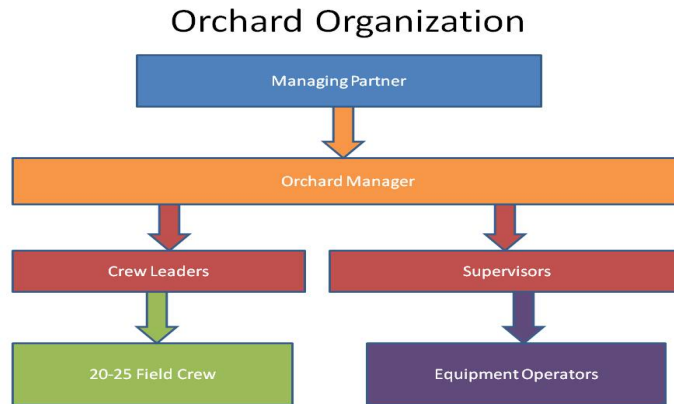 Orchard Organization
Managing Partner
Orchard Manager
Crew Leaders
Supervisors
20-25 Field Crew
Equipment Operators